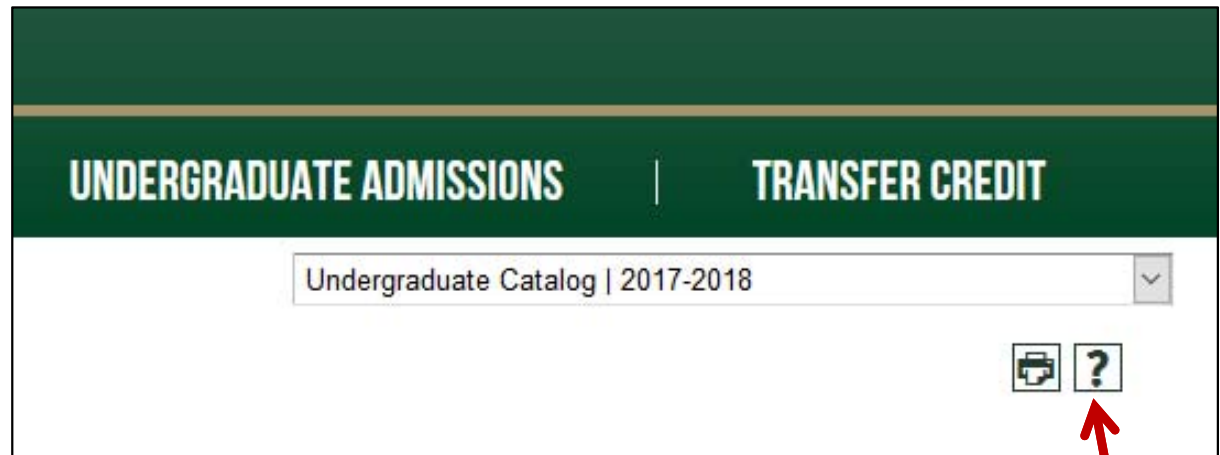 UNDERGRADUATE ADMISSIONS | TRANSFER CREDIT
Undergraduate Catalog | 2017-2018
?